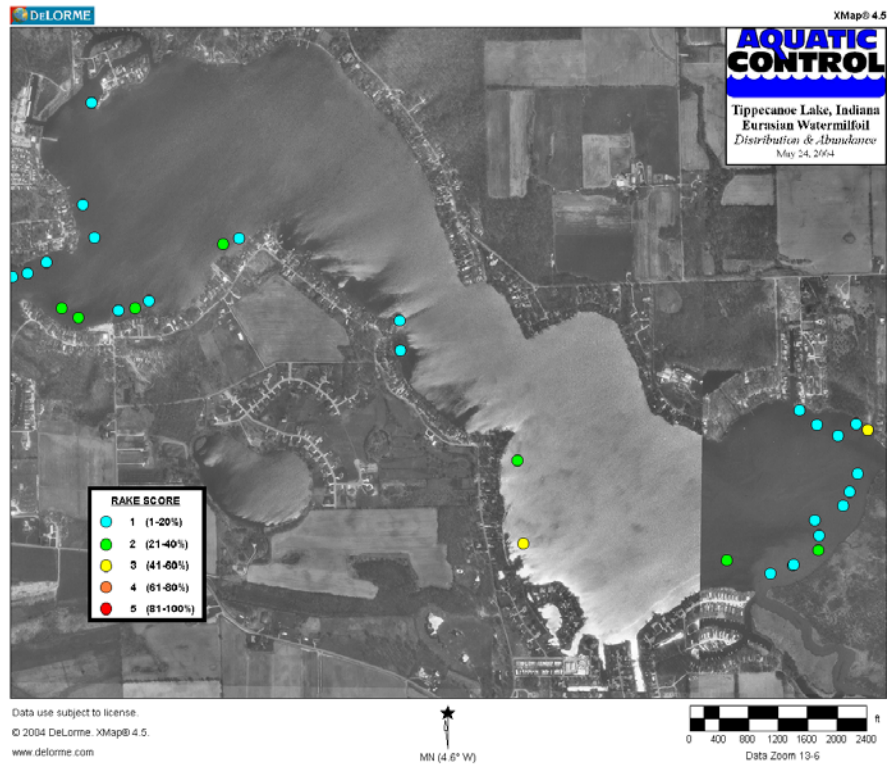 DELORME
XMap® 4.5
AQUATIC
CONTROL
Tippecanoe Lake, Indiana
Eurasian Watermilfoil
Distribution & Abundance
May 24, 2004
RAKE SCORE
1 (1-20%)
2 (21-40%)
3 (41-60%)
4 (61-80%)
5 (81-100%)
Data use subject to license.
© 2004 DeLorme. XMap® 4.5.
www.delorme.com
MN (4.6° W)
ft
0 400 800 1200 1600 2000 2400
Data Zoom 13-6